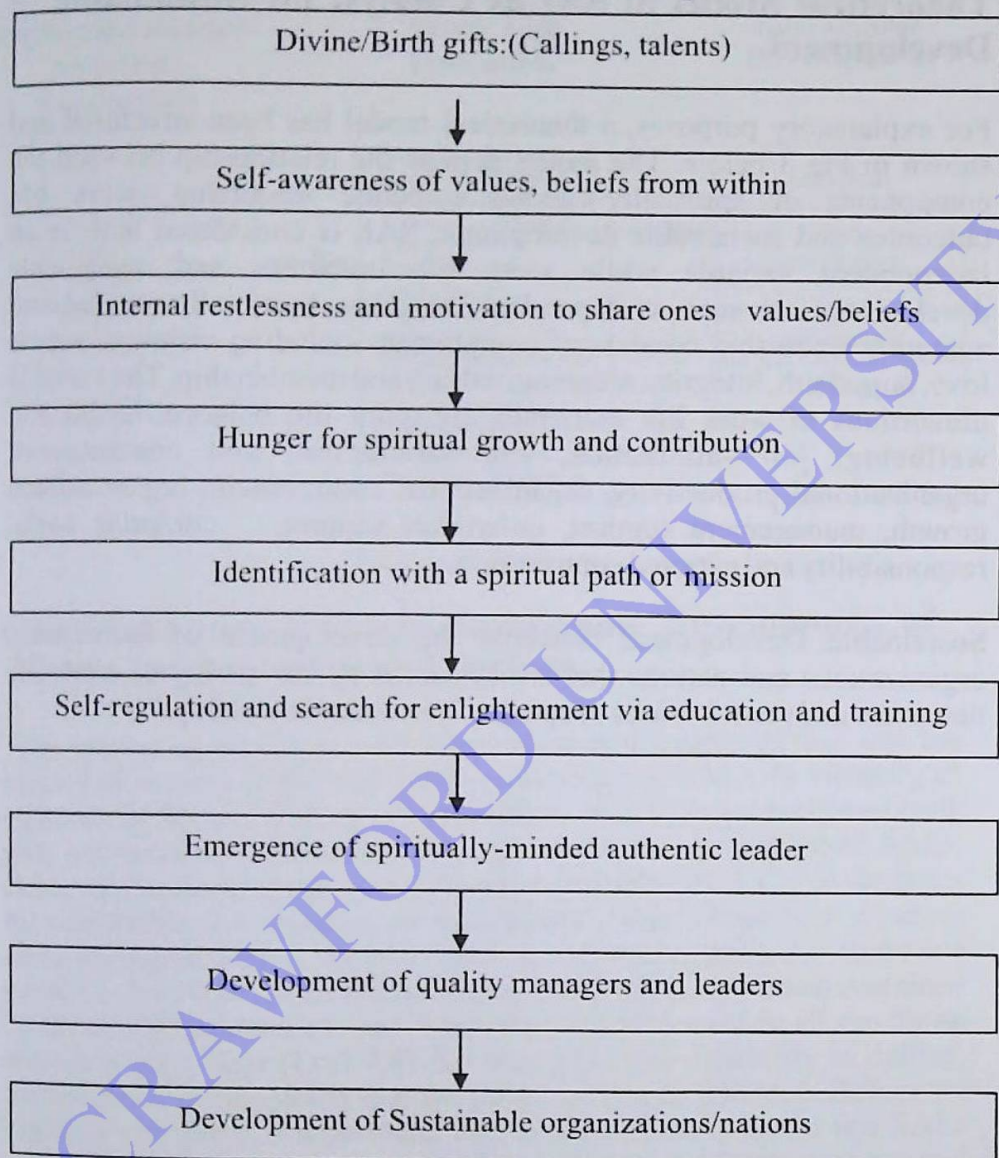 Divine/Birth gifts:(Callings, talents)
Self-awareness of values, beliefs from within
Internal restlessness and motivation to share ones values/beliefs
Hunger for spiritual growth and contribution
Identification with a spiritual path or mission
Self-regulation and search for enlightenment via education and training
Emergence of spiritually-minded authentic leader
Development of quality managers and leaders
Development of Sustainable organizations/nations
CRAWFORD UNIVERSITY